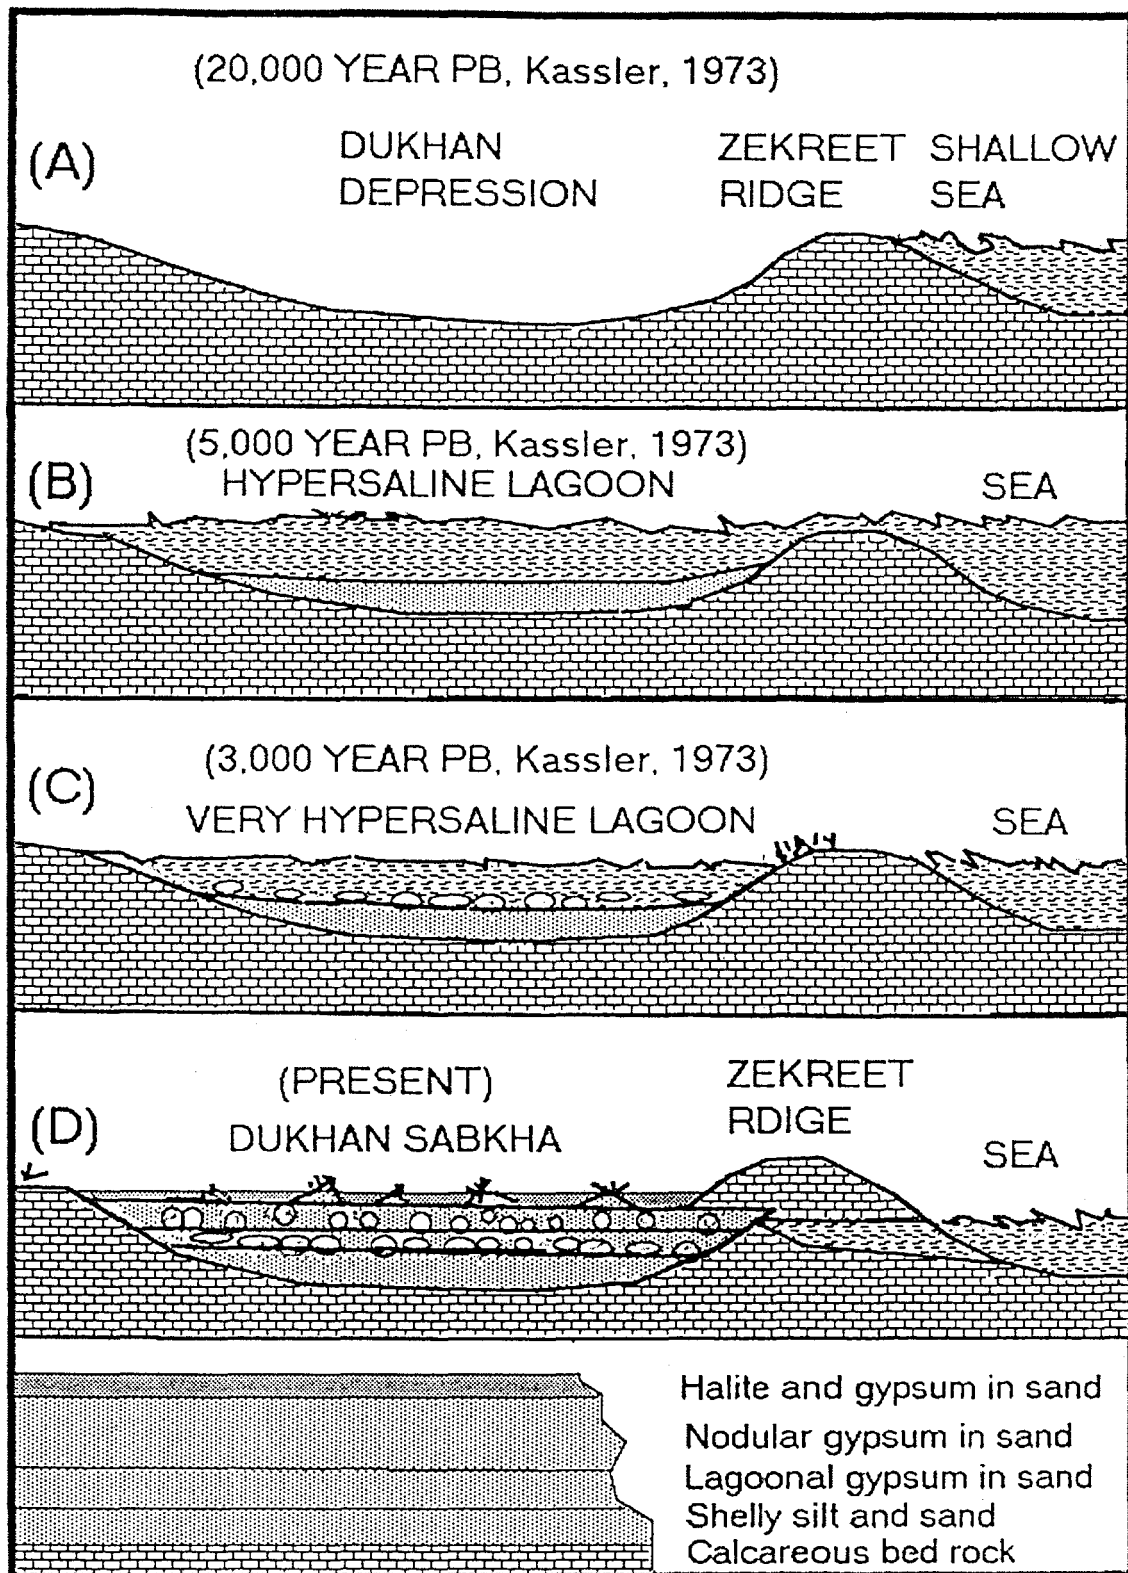 (20,000 YEAR PB, Kassler, 1973)
(A)
DUKHAN DEPRESSION
ZEKREET RIDGE
SHALLOW SEA
(5,000 YEAR PB, Kassler, 1973)
(B)
HYPERSALINE LAGOON
SEA
(3,000 YEAR PB, Kassler, 1973)
(C)
VERY HYPERSALINE LAGOON
SEA
(PRESENT)
(D)
DUKHAN SABKHA
ZEKREET RDIGE
SEA
Halite and gypsum in sand
Nodular gypsum in sand
Lagoonal gypsum in sand
Shelly silt and sand
Calcareous bed rock